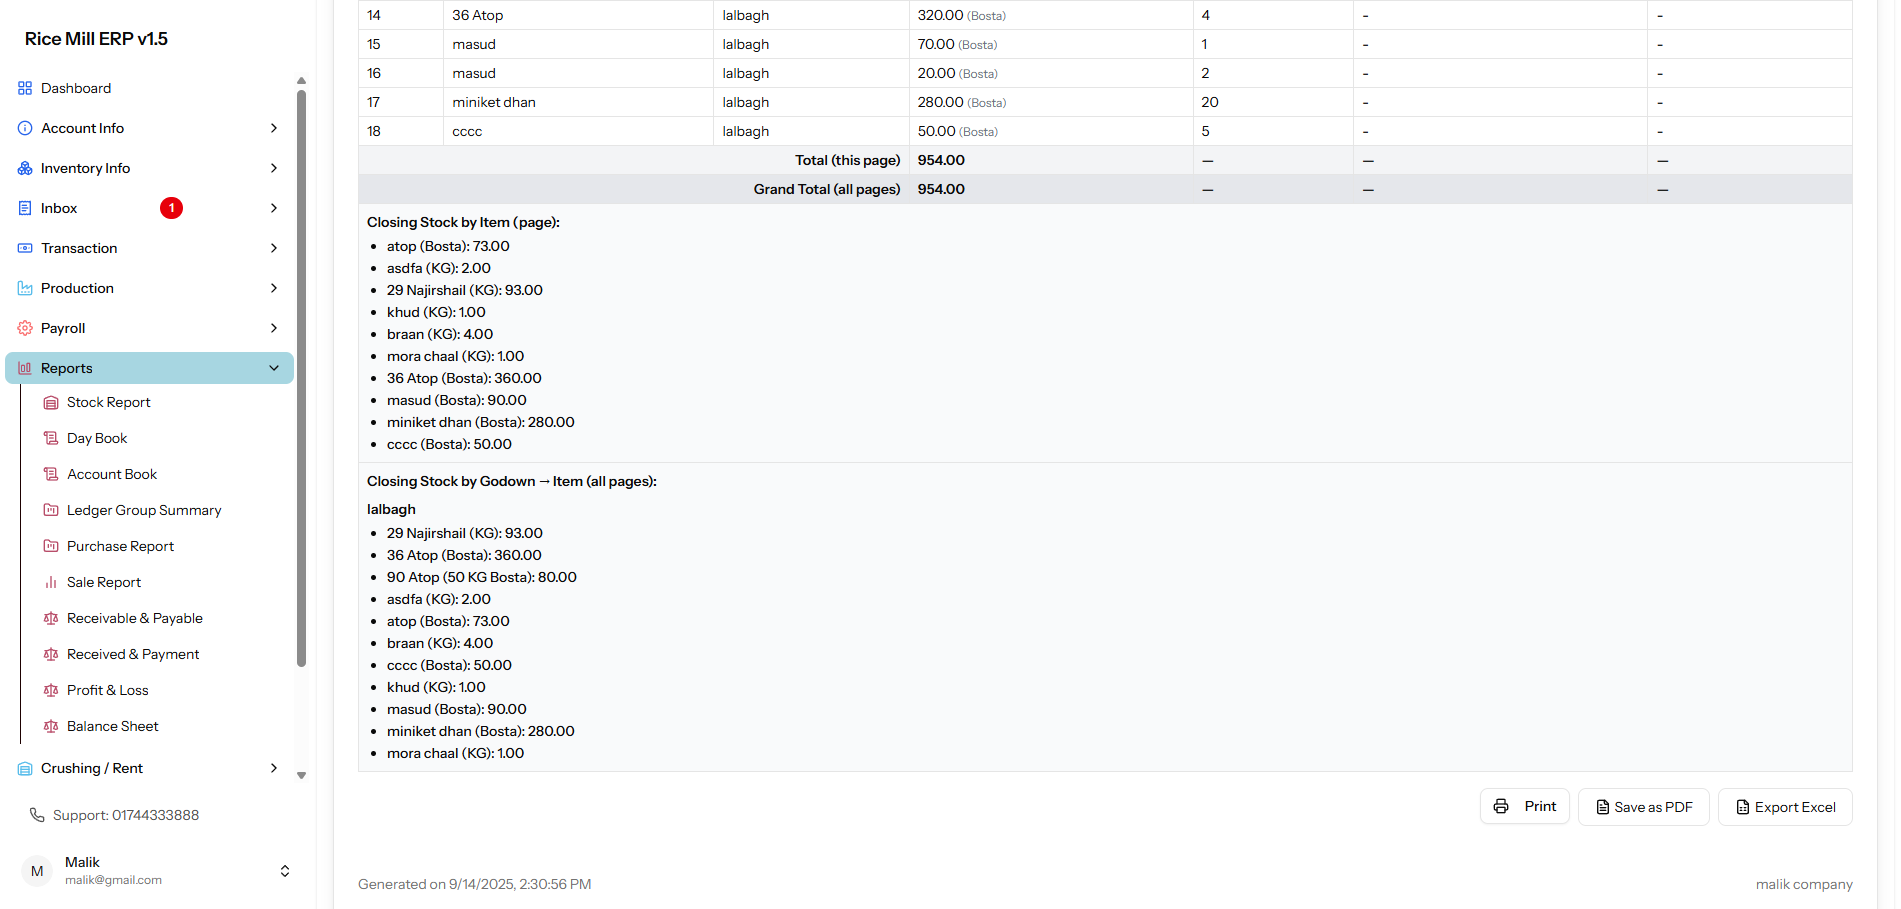 Rice Mill ERP v1.5
Dashboard
Account Info
Inventory Info
Inbox 1
Transaction
Production
Payroll
Reports
Stock Report
Day Book
Account Book
Ledger Group Summary
Purchase Report
Sale Report
Receivable & Payable
Received & Payment
Profit & Loss
Balance Sheet
Crushing / Rent
Support: 01744333888
M
Malik
malik@gmail.com
14 36 Atop lalbagh 320.00 (Bosta) 4 - -
15 masud lalbagh 70.00 (Bosta) 1 - -
16 masud lalbagh 20.00 (Bosta) 2 - -
17 miniket dhan lalbagh 280.00 (Bosta) 20 - -
18 cccc lalbagh 50.00 (Bosta) 5 - -
Total (this page) 954.00 — — —
Grand Total (all pages) 954.00 — — —
Closing Stock by Item (page):
• atop (Bosta): 73.00
• asdfa (KG): 2.00
• 29 Najirshail (KG): 93.00
• khud (KG): 1.00
• braan (KG): 4.00
• mora chaal (KG): 1.00
• 36 Atop (Bosta): 360.00
• masud (Bosta): 90.00
• miniket dhan (Bosta): 280.00
• cccc (Bosta): 50.00
Closing Stock by Godown → Item (all pages):
lalbagh
• 29 Najirshail (KG): 93.00
• 36 Atop (Bosta): 360.00
• 90 Atop (50 KG Bosta): 80.00
• asdfa (KG): 2.00
• atop (Bosta): 73.00
• braan (KG): 4.00
• cccc (Bosta): 50.00
• khud (KG): 1.00
• masud (Bosta): 90.00
• miniket dhan (Bosta): 280.00
• mora chaal (KG): 1.00
Print Save as PDF Export Excel
Generated on 9/14/2025, 2:30:56 PM malik company